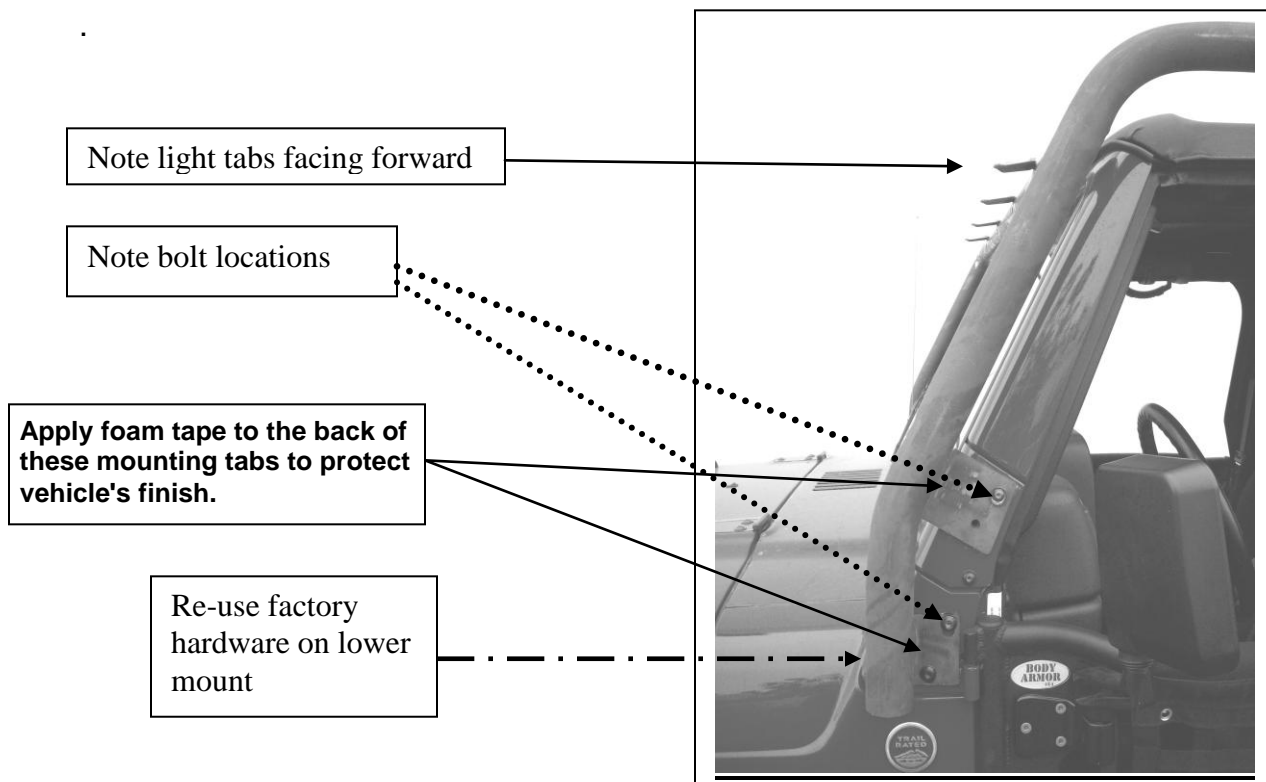 .
Note light tabs facing forward
Note bolt locations
Apply foam tape to the back of
these mounting tabs to protect
vehicle's finish.
Re-use factory
hardware on lower
mount
BODY
ARMOR
TRAIL
RATED